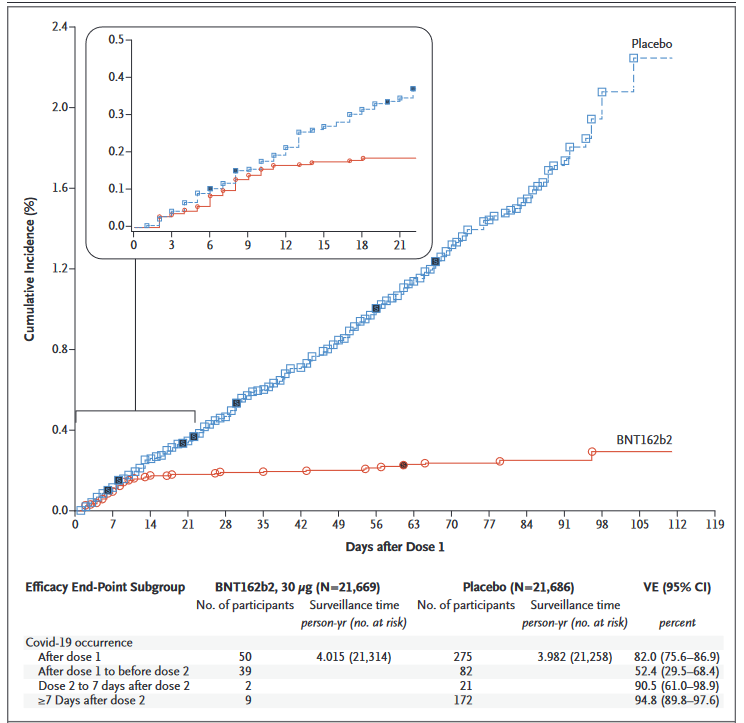 2.4
2.0
1.6
1.2
0.8
0.4
0.0
Cumulative Incidence (%)
0.5
0.4
0.3
0.2
0.1
0.0
0 3 6 9 12 15 18 21
Placebo
BNT162b2
0 7 14 21 28 35 42 49 56 63 70 77 84 91 98 105 112 119
Days after Dose 1
Efficacy End-Point Subgroup BNT162b2, 30 μg (N=21,669) Placebo (N=21,686) VE (95% CI)
No. of participants Surveillance time No. of participants Surveillance time
person-yr (no. at risk) person-yr (no. at risk) percent
Covid-19 occurrence
After dose 1 50 4.015 (21,314) 275 3.982 (21,258) 82.0 (75.6–86.9)
After dose 1 to before dose 2 39 82 52.4 (29.5–68.4)
Dose 2 to 7 days after dose 2 2 21 90.5 (61.0–98.9)
≥7 Days after dose 2 9 172 94.8 (89.8–97.6)